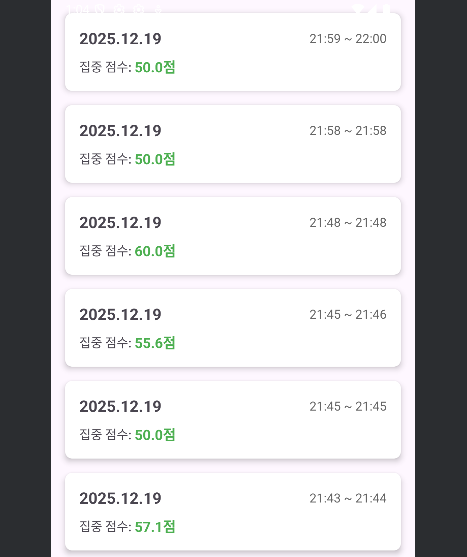 2025.12.19 21:59 ~ 22:00
집중 점수: 50.0점
2025.12.19 21:58 ~ 21:58
집중 점수: 50.0점
2025.12.19 21:48 ~ 21:48
집중 점수: 60.0점
2025.12.19 21:45 ~ 21:46
집중 점수: 55.6점
2025.12.19 21:45 ~ 21:45
집중 점수: 50.0점
2025.12.19 21:43 ~ 21:44
집중 점수: 57.1점